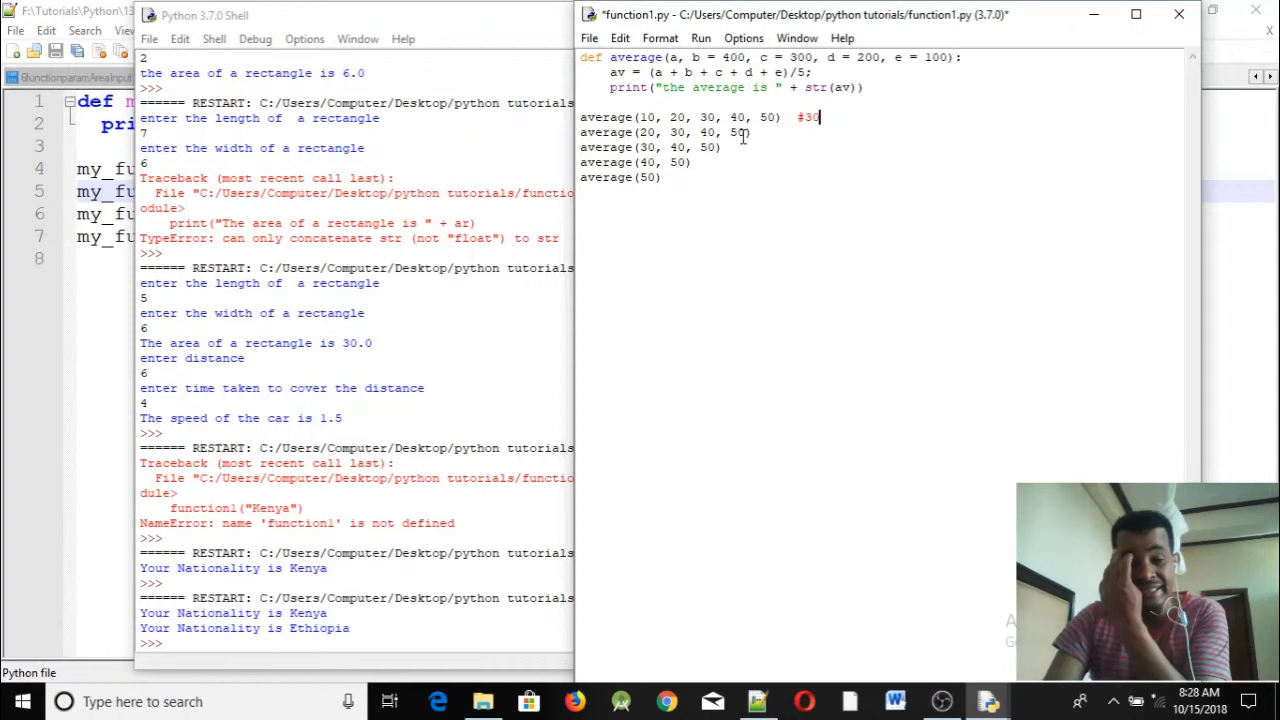 Python 3.7.0 Shell
File Edit Shell Debug Options Window Help
2
the area of a rectangle is 6.0
>>>
====== RESTART: C:/Users/Computer/Desktop/python tutorials
enter the length of  a rectangle
7
enter the width of a rectangle
6
Traceback (most recent call last):
File "C:/Users/Computer/Desktop/python tutorials/functio
odule>
print("The area of a rectangle is " + ar)
TypeError: can only concatenate str (not "float") to str
>>>
====== RESTART: C:/Users/Computer/Desktop/python tutorials
enter the length of  a rectangle
5
enter the width of a rectangle
6
The area of a rectangle is 30.0
enter distance
6
enter time taken to cover the distance
4
The speed of the car is 1.5
>>>
====== RESTART: C:/Users/Computer/Desktop/python tutorials
Traceback (most recent call last):
File "C:/Users/Computer/Desktop/python tutorials/functio
dule>
function1("Kenya")
NameError: name 'function1' is not defined
>>>
====== RESTART: C:/Users/Computer/Desktop/python tutorials
Your Nationality is Kenya
>>>
====== RESTART: C:/Users/Computer/Desktop/python tutorials
Your Nationality is Kenya
Your Nationality is Ethiopia
>>>
*function1.py - C:/Users/Computer/Desktop/python tutorials/function1.py (3.7.0)*
File Edit Format Run Options Window Help
def average(a, b = 400, c = 300, d = 200, e = 100):
av = (a + b + c + d + e)/5;
print("the average is " + str(av))
average(10, 20, 30, 40, 50)  #30
average(20, 30, 40, 50)
average(30, 40, 50)
average(40, 50)
average(50)
F:\Tutorials\Python\13
File Edit Search
6functionparamAreaInput
1 def m
2 pri
3
4 my_fu
5 my_fu
6 my_fu
7 my_fu
8
Python file
Type here to search
8:28 AM
10/15/2018